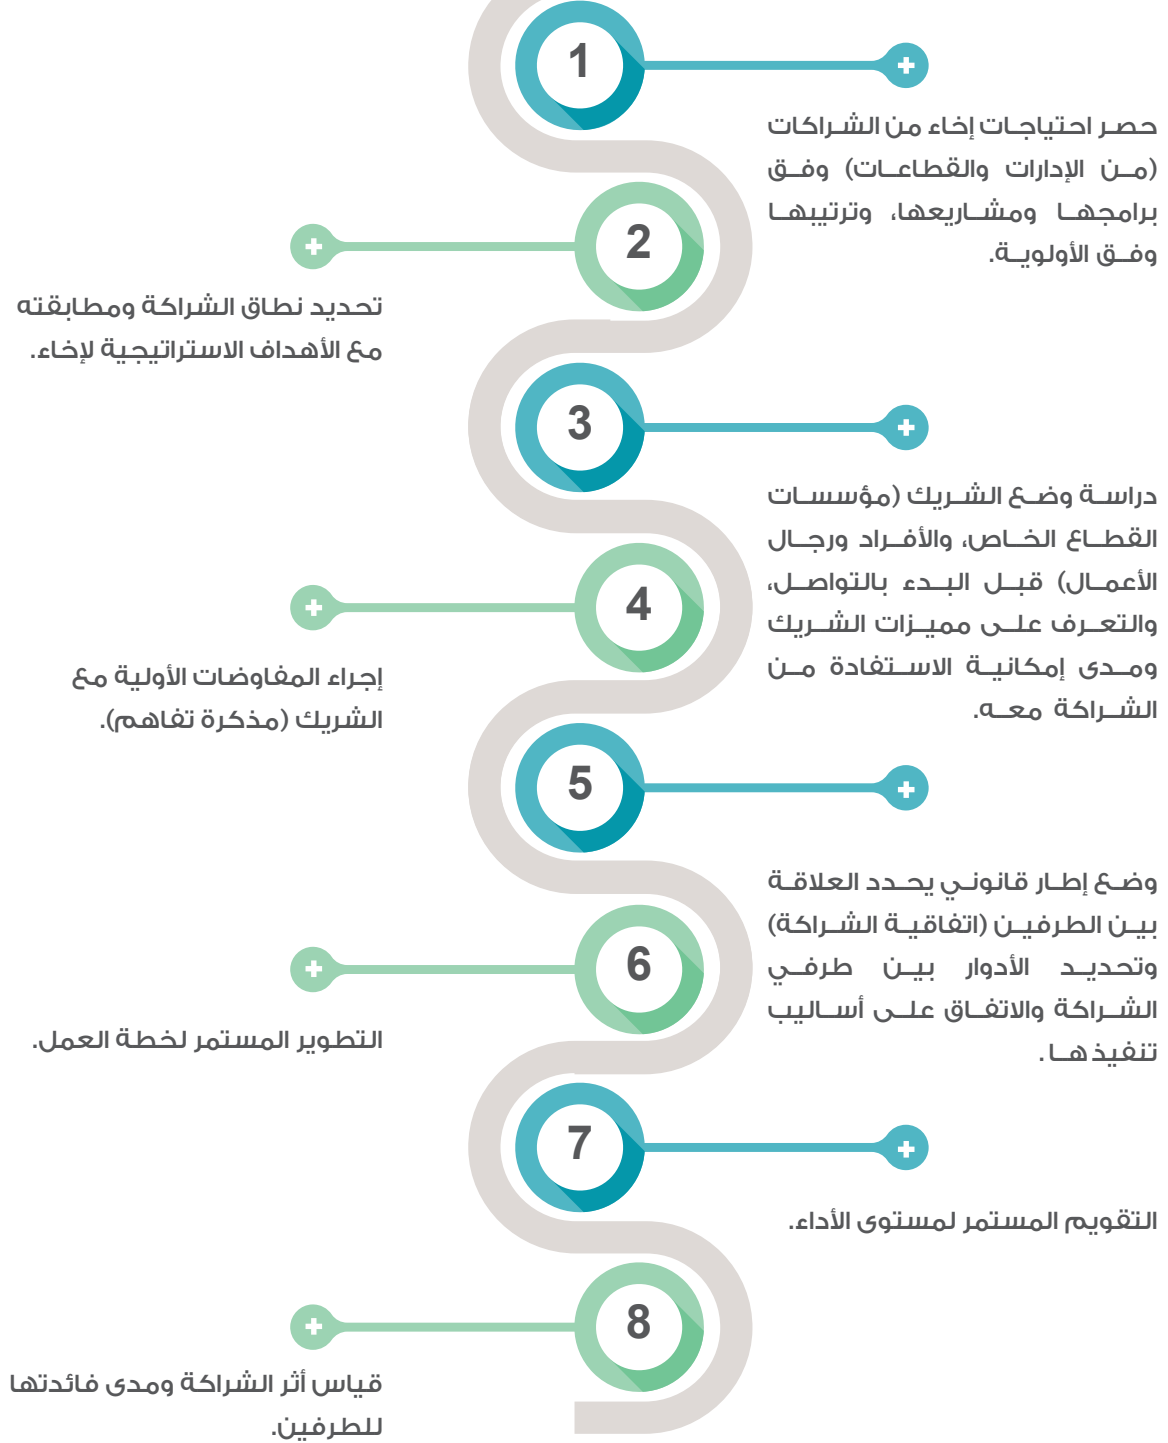 1
حصر احتياجات إخاء من الشراكات
(من الإدارات والقطاعات) وفق
برامجها ومشاريعها، وترتيبها
وفق الأولوية.
2
تحديد نطاق الشراكة ومطابقته
مع الأهداف الاستراتيجية لإخاء.
3
دراسة وضع الشريك (مؤسسات
القطاع الخاص، والأفراد ورجال
الأعمال) قبل البدء بالتواصل،
والتعرف على مميزات الشريك
ومدى إمكانية الاستفادة من
الشراكة معه.
4
إجراء المفاوضات الأولية مع
الشريك (مذكرة تفاهم).
5
وضع إطار قانوني يحدد العلاقة
بين الطرفين (اتفاقية الشراكة)
وتحديد الأدوار بين طرفي
الشراكة والاتفاق على أساليب
تنفيذها.
6
التطوير المستمر لخطة العمل.
7
التقويم المستمر لمستوى الأداء.
8
قياس أثر الشراكة ومدى فائدتها
للطرفين.